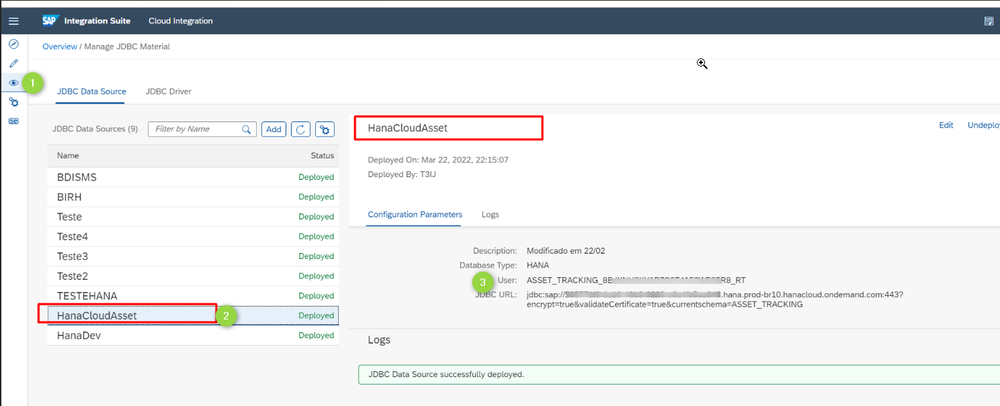 SAP Integration Suite Cloud Integration
Overview / Manage JDBC Material
1
JDBC Data Source JDBC Driver
JDBC Data Sources (9) Filter by Name Add
Name Status
BDISMS Deployed
BIRH Deployed
Teste Deployed
Teste4 Deployed
Teste3 Deployed
Teste2 Deployed
TESTEHANA Deployed
HanaCloudAsset 2 Deployed
HanaDev Deployed
HanaCloudAsset Edit Undeploy
Deployed On: Mar 22, 2022, 22:15:07
Deployed By: T3IJ
Configuration Parameters Logs
Description: Modificado em 22/02
Database Type: HANA
3 User: ASSET_TRACKING_8B R8_RT
JDBC URL: jdbc:sap:// .hana.prod-br10.hanacloud.ondemand.com:443?
encrypt=true&validateCertificate=true&currentschema=ASSET_TRACKING
Logs
JDBC Data Source successfully deployed.